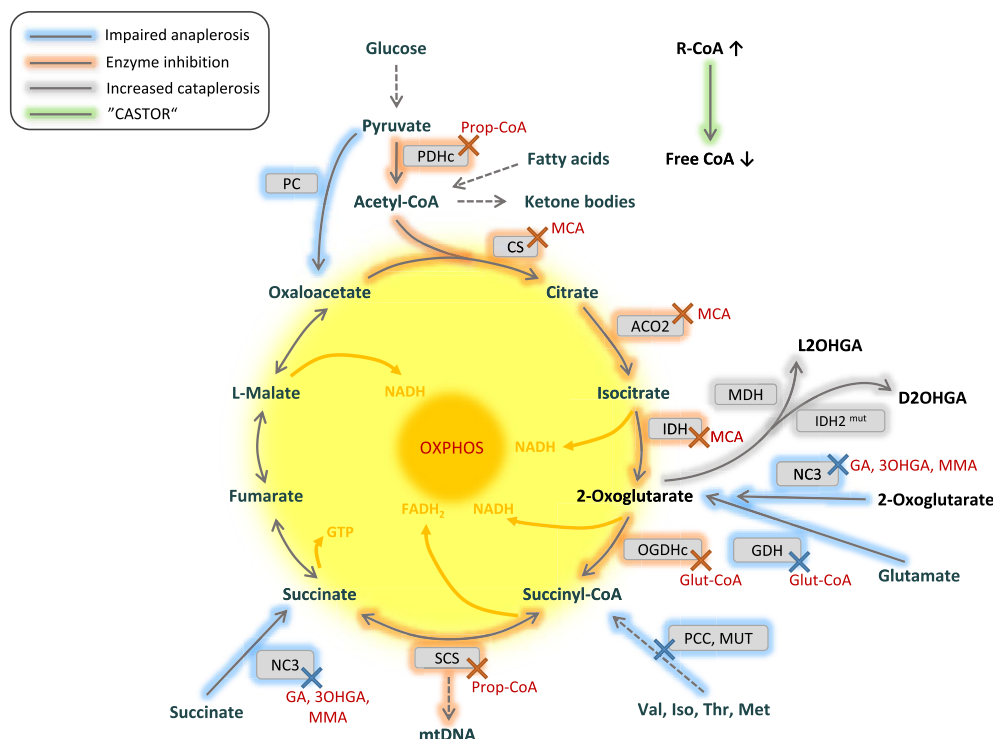 Impaired anaplerosis
Enzyme inhibition
Increased cataplerosis
”CASTOR“
Glucose
R-CoA ↑
Pyruvate
Prop-CoA
PDHc
Fatty acids
Free CoA ↓
PC
Acetyl-CoA
Ketone bodies
MCA
CS
Oxaloacetate
Citrate
MCA
ACO2
L2OHGA
L-Malate
NADH
Isocitrate
MDH
D2OHGA
IDH2 mut
IDH
MCA
OXPHOS
NADH
NC3
GA, 3OHGA, MMA
Fumarate
2-Oxoglutarate
2-Oxoglutarate
FADH2
NADH
GTP
OGDHc
GDH
Glut-CoA
Glut-CoA
Glutamate
Succinate
Succinyl-CoA
PCC, MUT
SCS
NC3
Prop-CoA
GA, 3OHGA,
MMA
Succinate
Val, Iso, Thr, Met
mtDNA